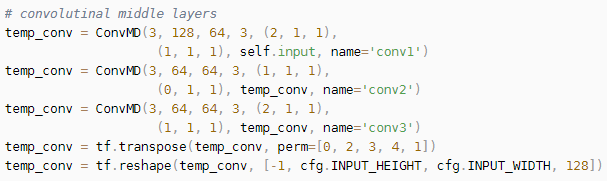 # convolutinal middle layers
temp_conv = ConvMD(3, 128, 64, 3, (2, 1, 1),
                   (1, 1, 1), self.input, name='conv1')
temp_conv = ConvMD(3, 64, 64, 3, (1, 1, 1),
                   (0, 1, 1), temp_conv, name='conv2')
temp_conv = ConvMD(3, 64, 64, 3, (2, 1, 1),
                   (1, 1, 1), temp_conv, name='conv3')
temp_conv = tf.transpose(temp_conv, perm=[0, 2, 3, 4, 1])
temp_conv = tf.reshape(temp_conv, [-1, cfg.INPUT_HEIGHT, cfg.INPUT_WIDTH, 128])